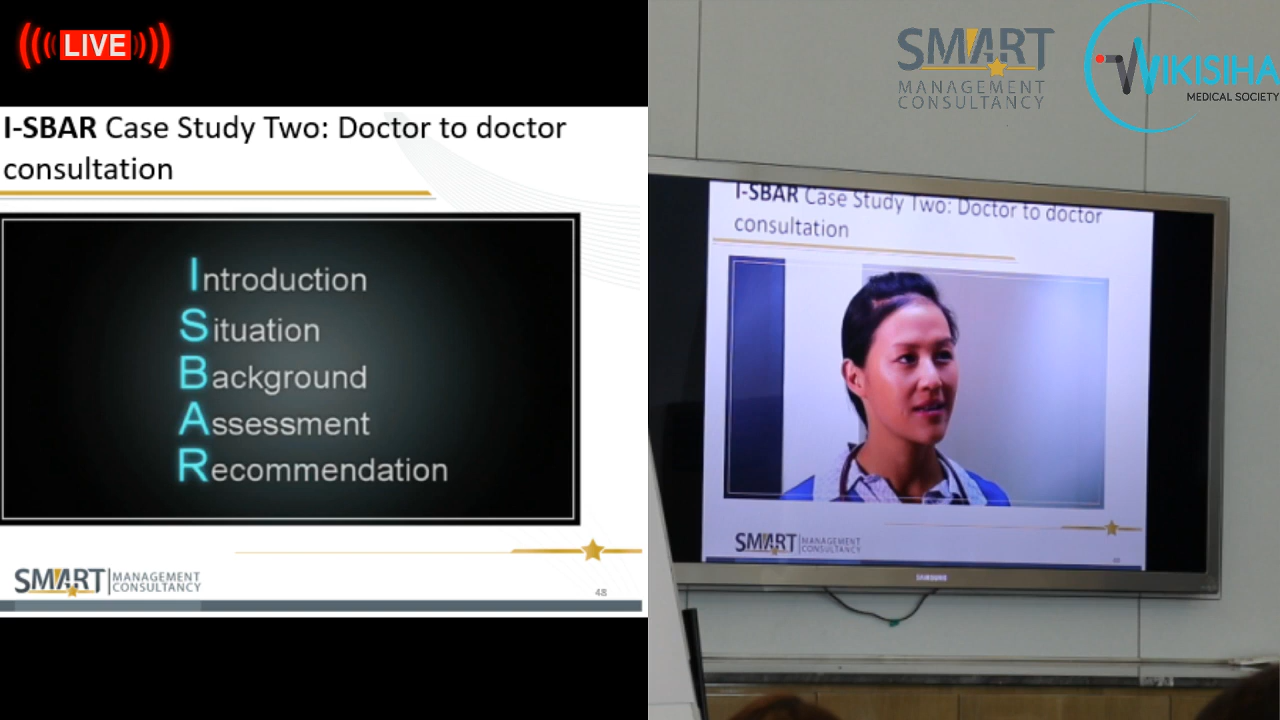 LIVE
I-SBAR Case Study Two: Doctor to doctor
consultation
Introduction
Situation
Background
Assessment
Recommendation
SMART MANAGEMENT
CONSULTANCY
48
SMART
MANAGEMENT
CONSULTANCY
WIKISIHA
MEDICAL SOCIETY
I-SBAR Case Study Two: Doctor to doctor
consultation
SMART MANAGEMENT
CONSULTANCY
SAMSUNG